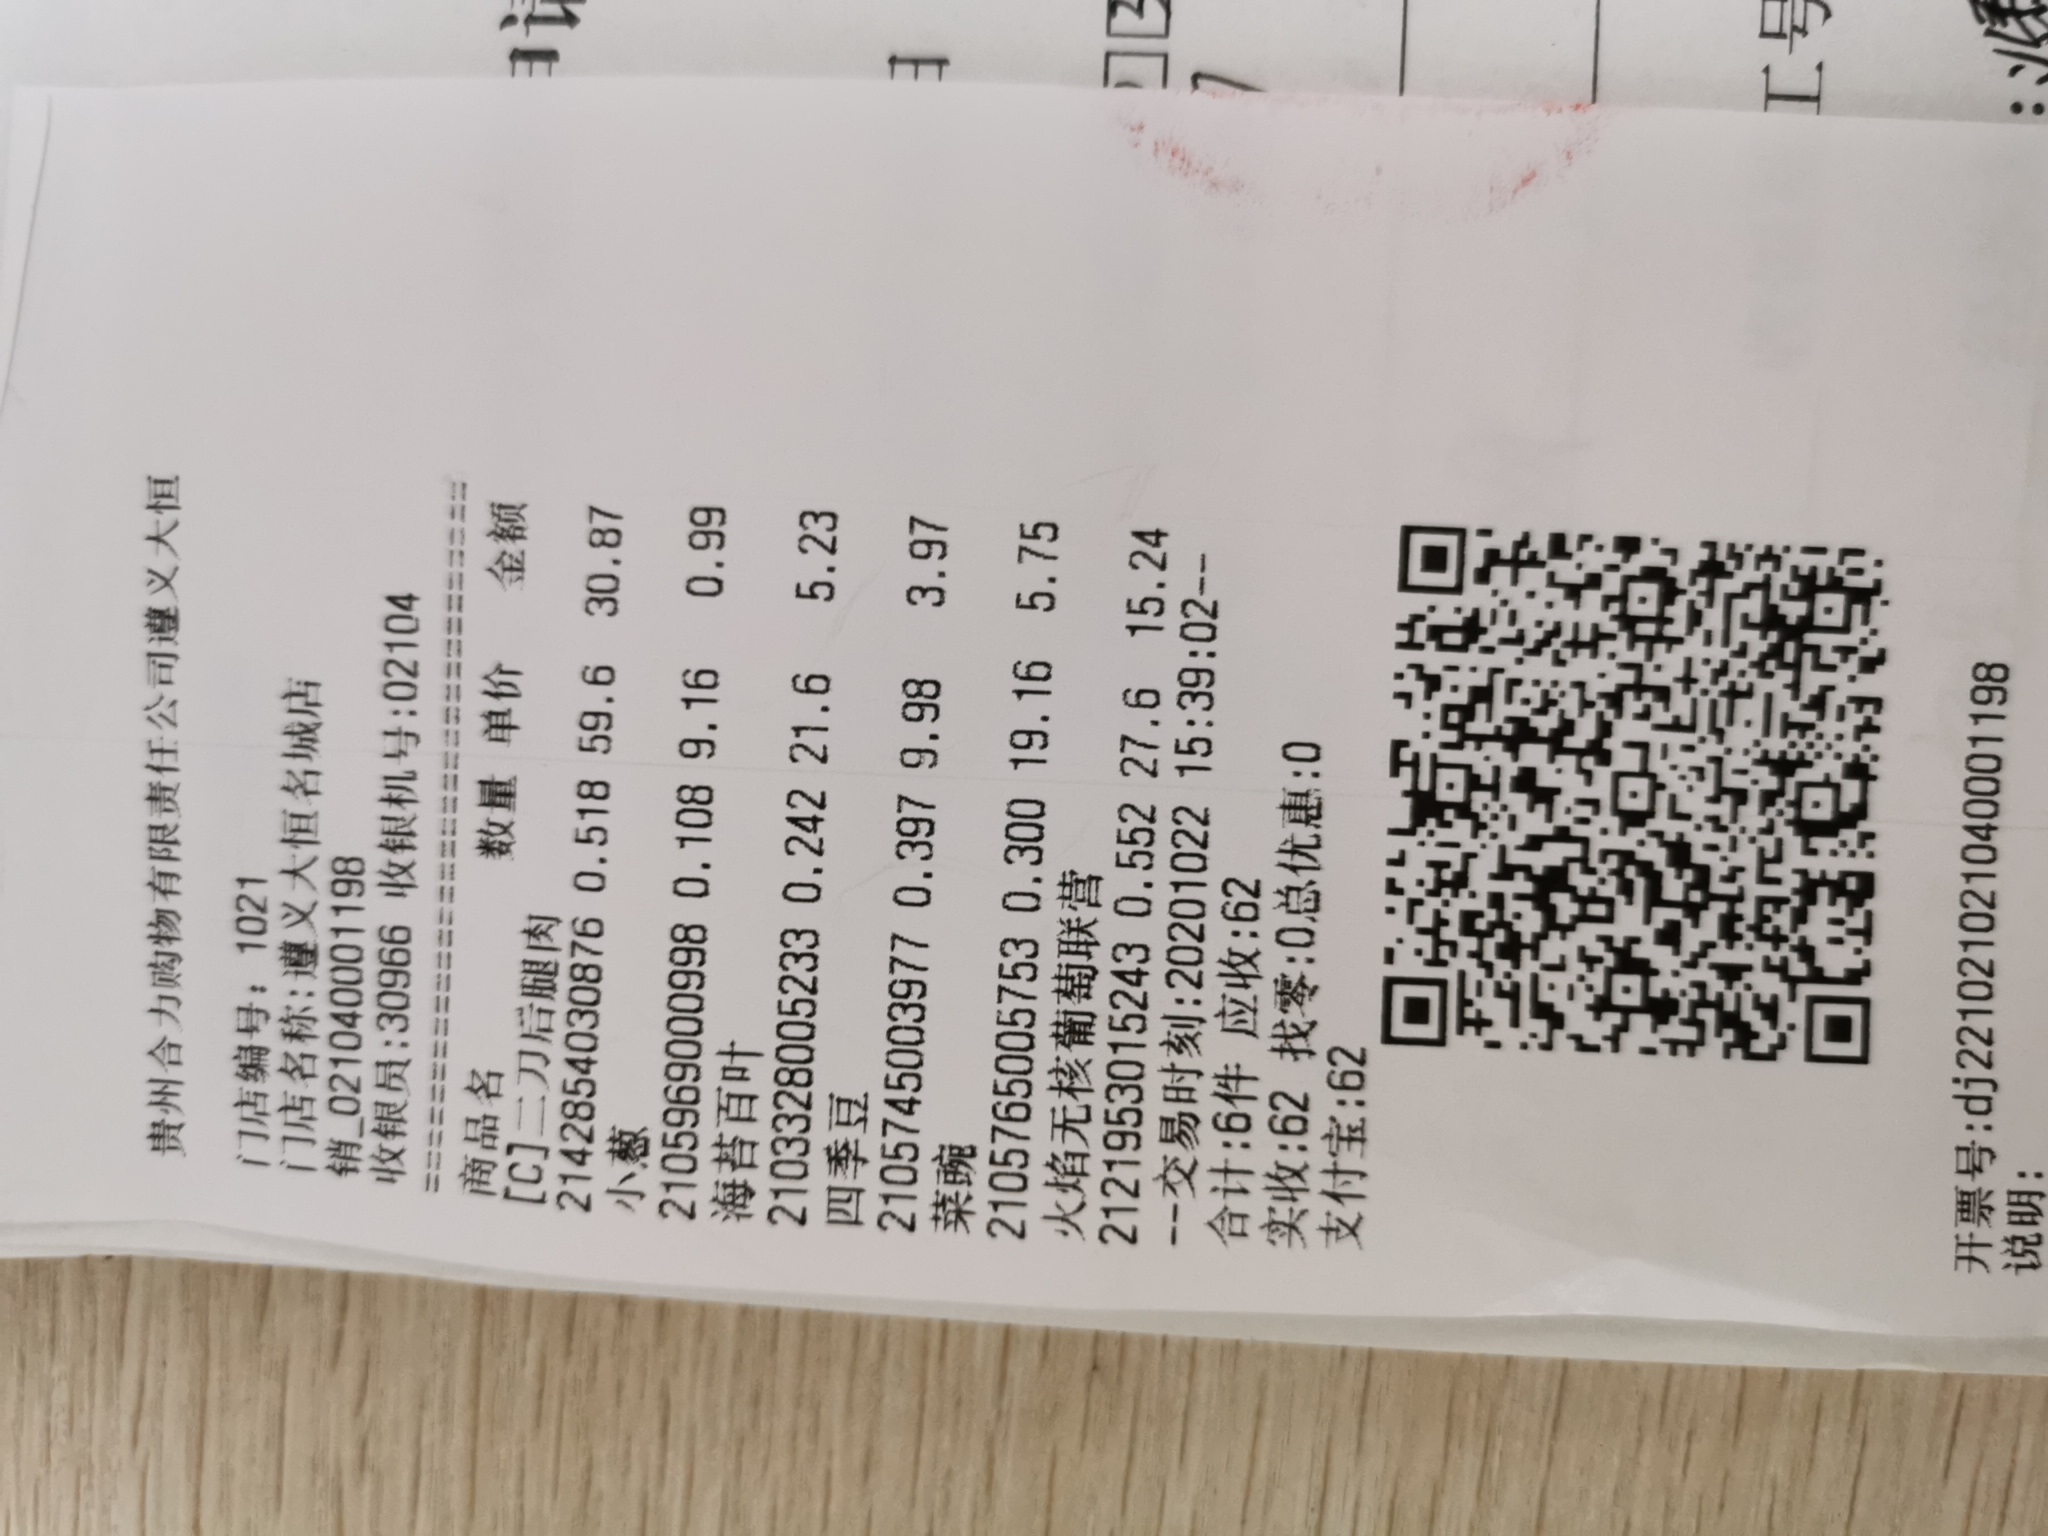 贵州合力购物有限责任公司遵义大恒
门店编号: 1021
门店名称:遵义大恒名城店
销_021040001198
收银员:30966 收银机号:02104
================================
商品名 数量 单价 金额
[C]二刀后腿肉
2142854030876 0.518 59.6 30.87
小葱
2105969000998 0.108 9.16 0.99
海苔百叶
2103328005233 0.242 21.6 5.23
四季豆
2105745003977 0.397 9.98 3.97
菜豌
2105765005753 0.300 19.16 5.75
火焰无核葡萄联营
2121953015243 0.552 27.6 15.24
--交易时刻:20201022 15:39:02--
合计:6件 应收:62
实收:62 找零:0总优惠:0
支付宝:62
开票号:dj221021021040001198
说明:
工号